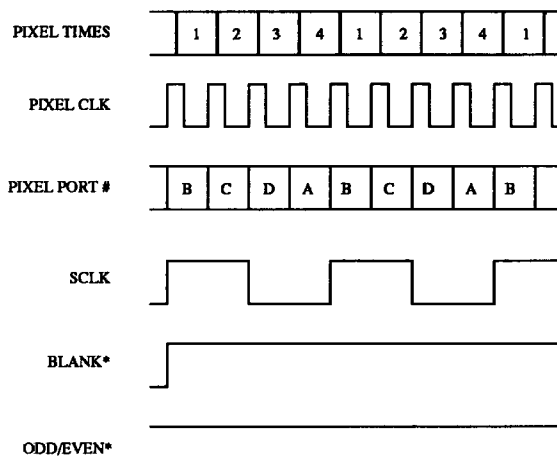 PIXEL TIMES 1 2 3 4 1 2 3 4 1
PIXEL CLK
PIXEL PORT # B C D A B C D A B
SCLK
BLANK*
ODD/EVEN*